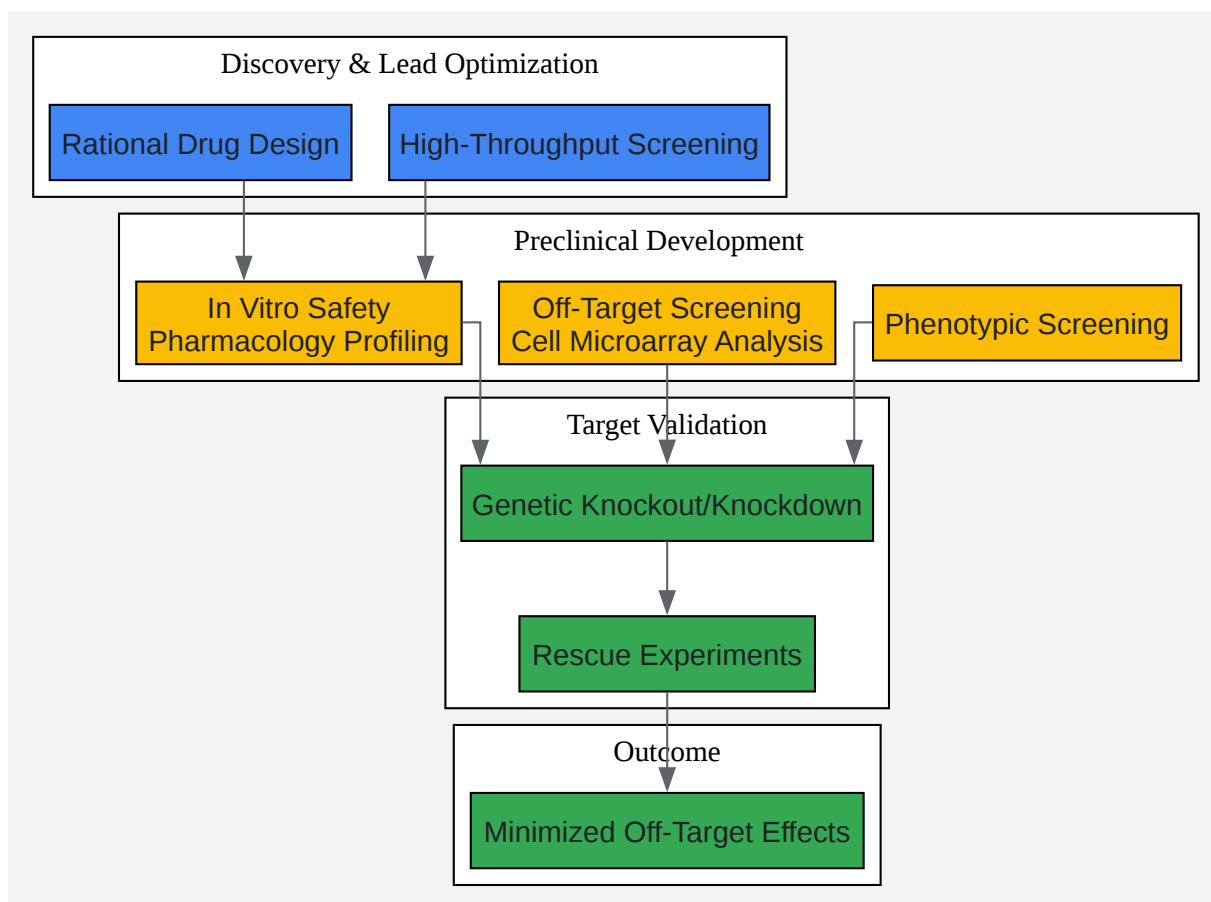 Discovery & Lead Optimization
Rational Drug Design
High-Throughput Screening
Preclinical Development
In Vitro Safety
Pharmacology Profiling
Off-Target Screening
Cell Microarray Analysis
Phenotypic Screening
Target Validation
Genetic Knockout/Knockdown
Rescue Experiments
Outcome
Minimized Off-Target Effects